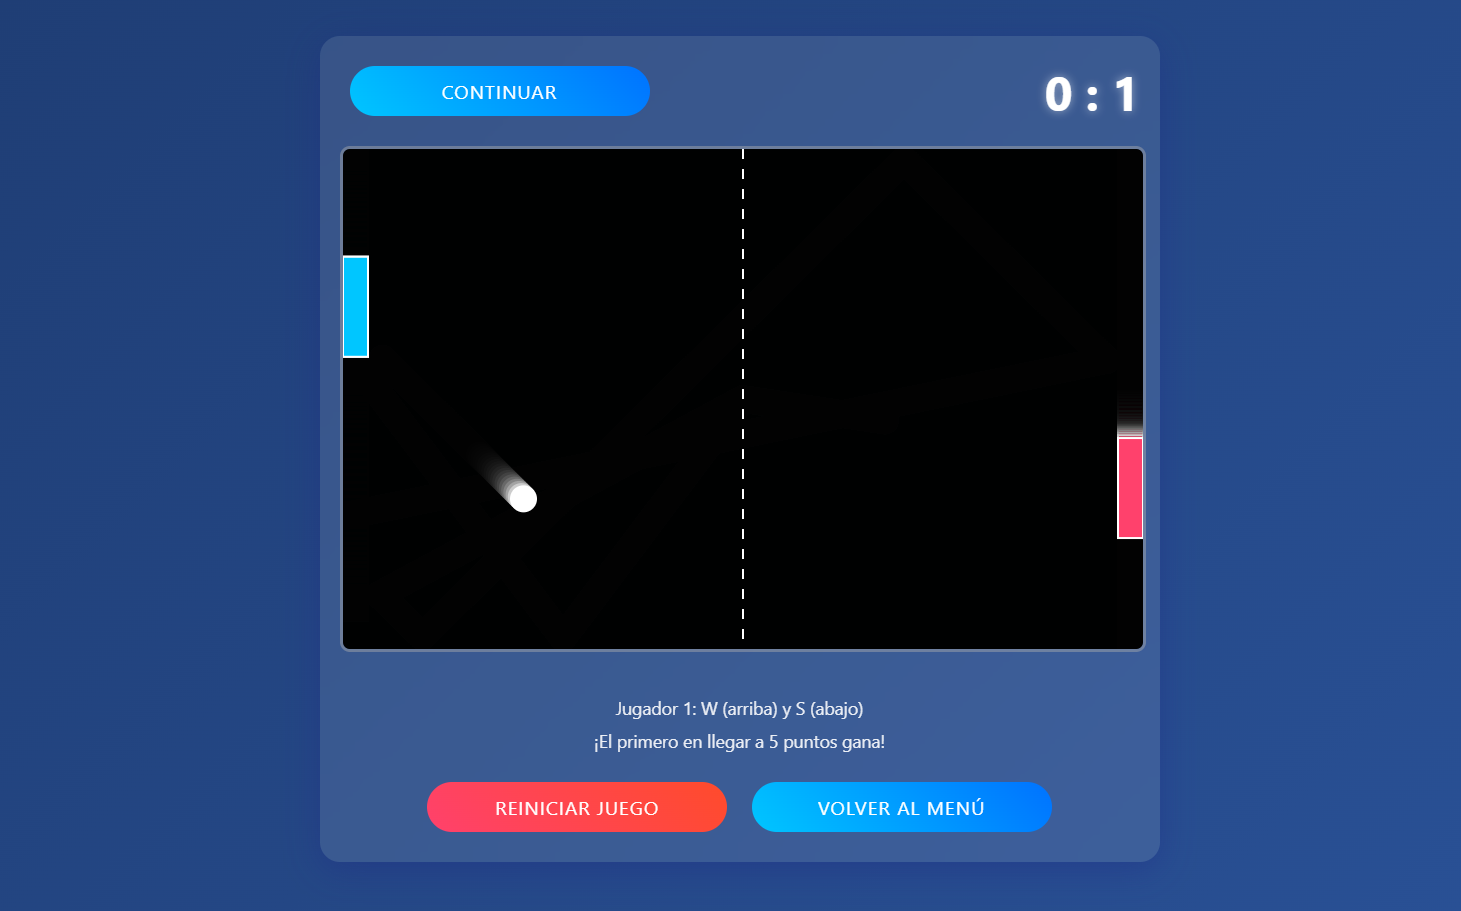 CONTINUAR
0 : 1
Jugador 1: W (arriba) y S (abajo)
¡El primero en llegar a 5 puntos gana!
REINICIAR JUEGO
VOLVER AL MENÚ